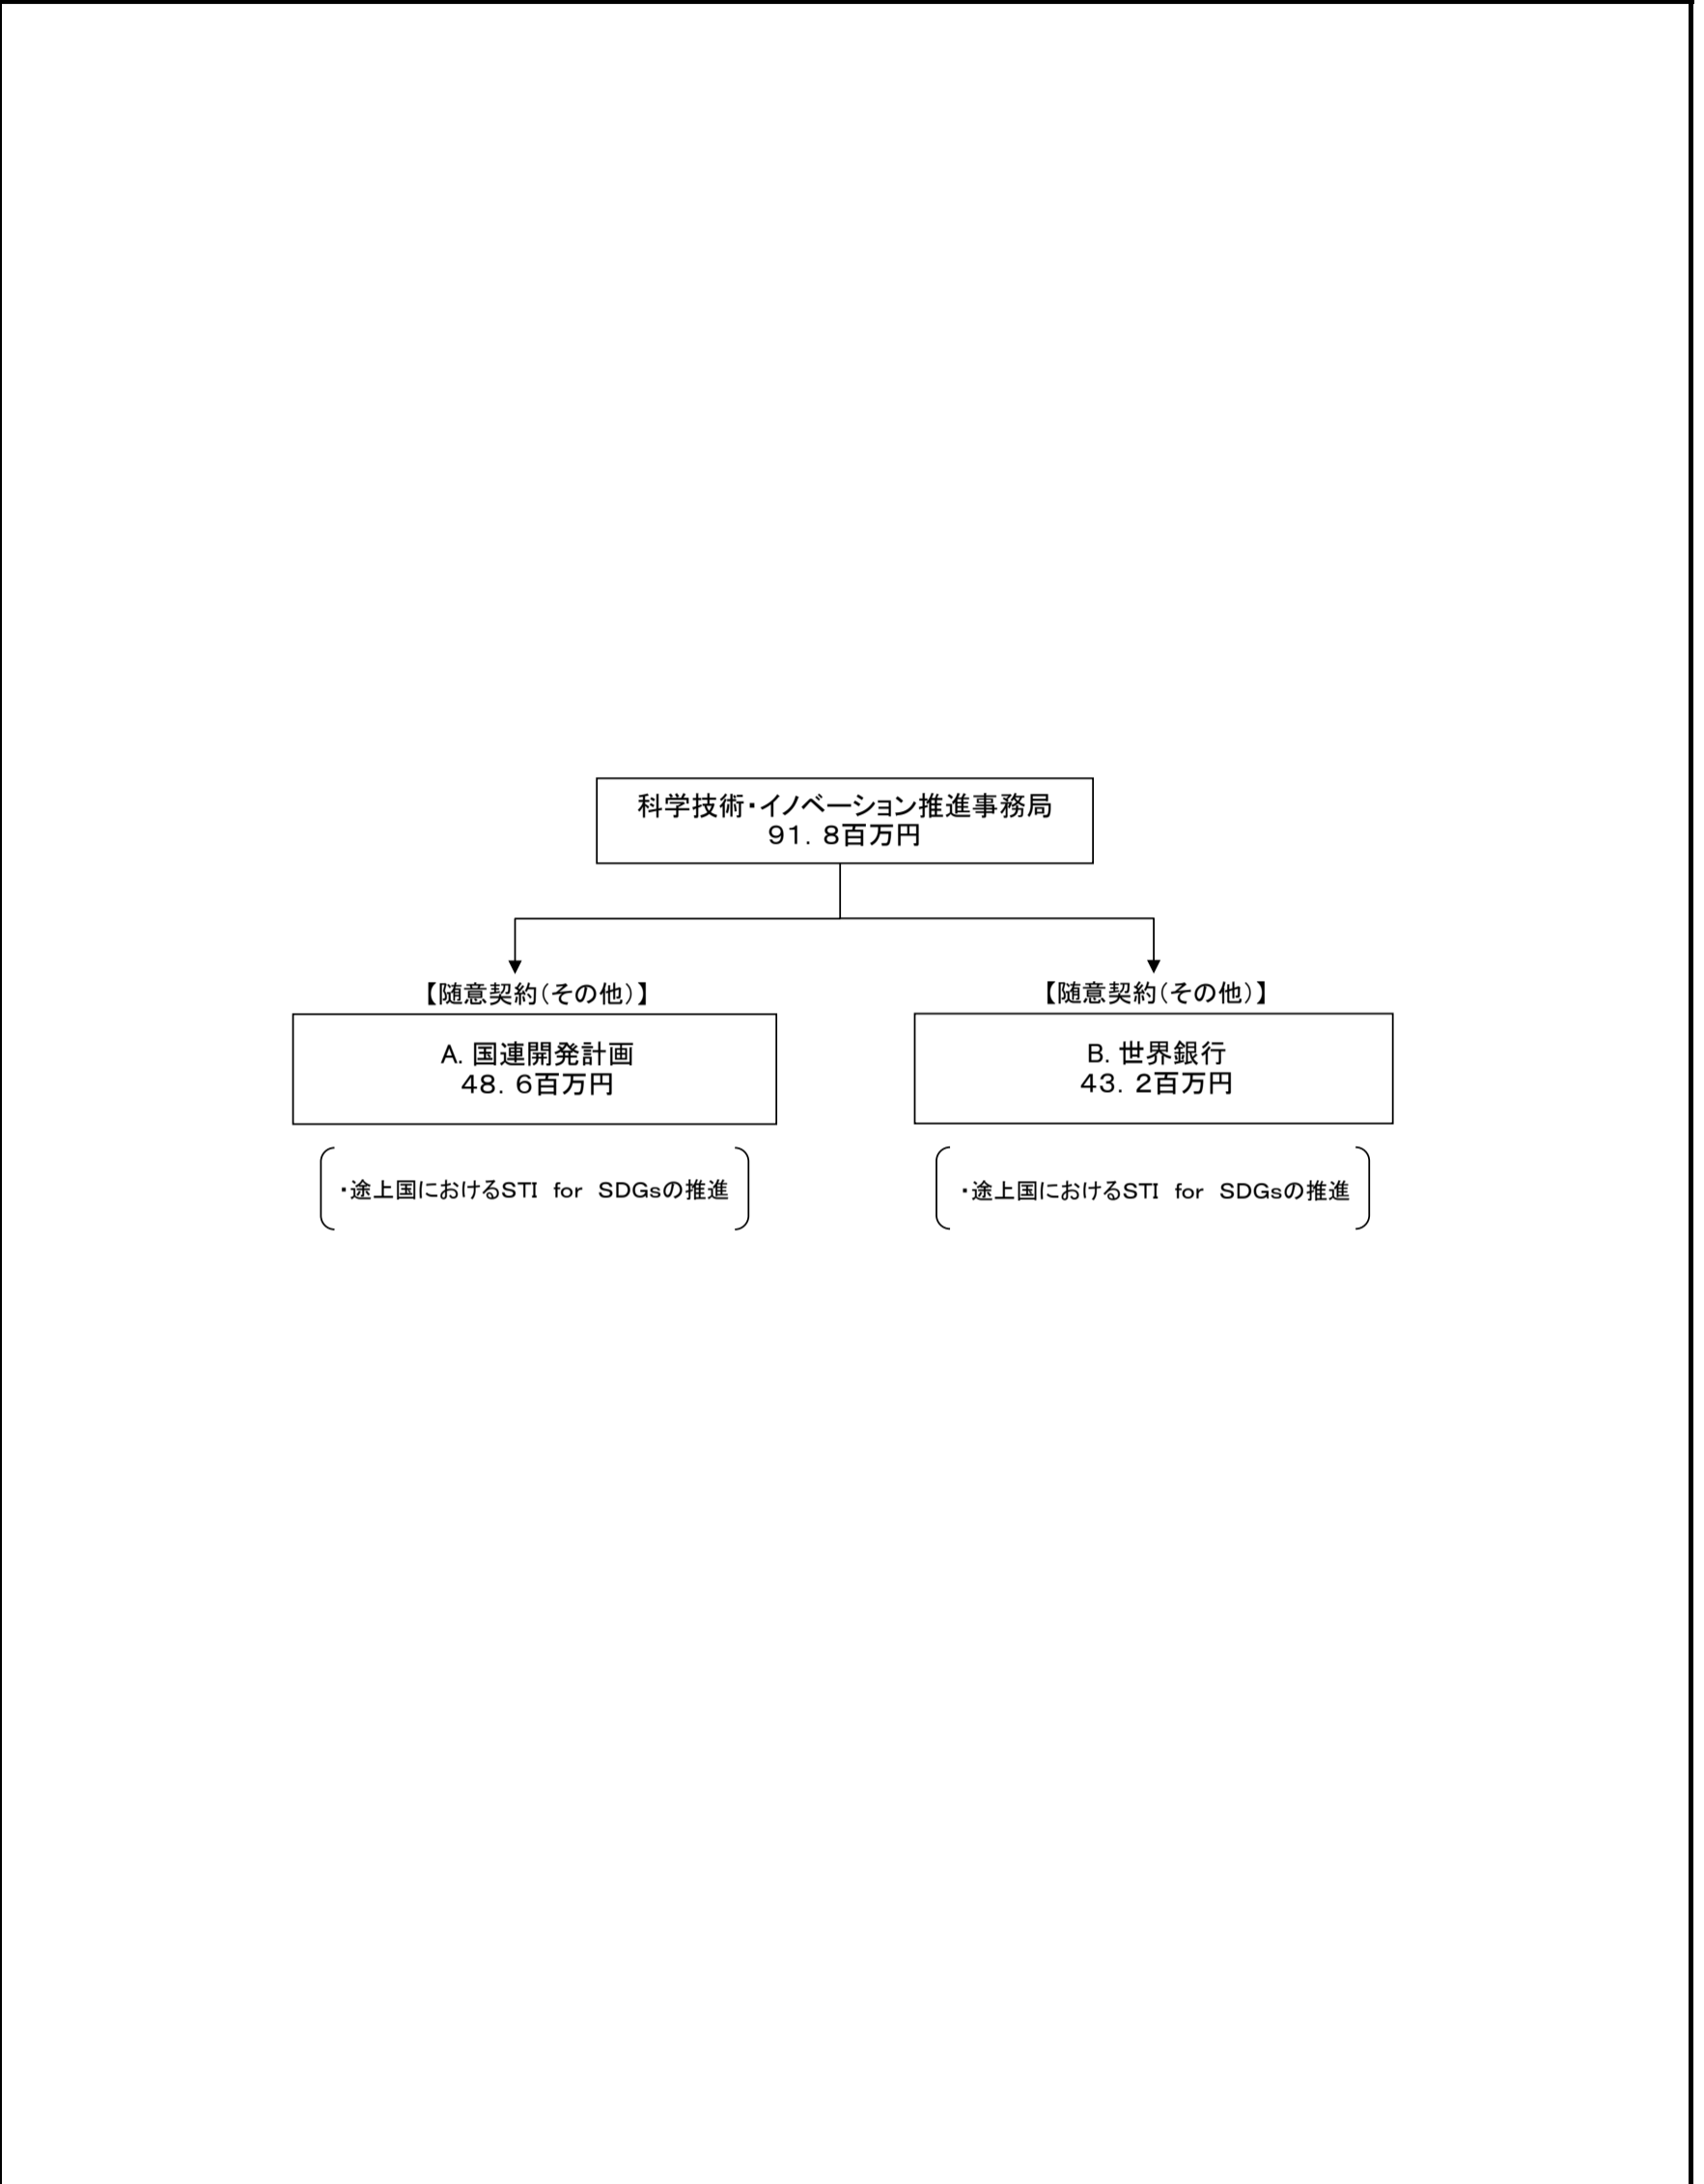 科学技術・イノベーション推進事務局
９１．８百万円
【随意契約（その他）】
A. 国連開発計画
４８．６百万円
・途上国におけるSTI　for　SDGsの推進
【随意契約（その他）】
B. 世界銀行
４３．２百万円
・途上国におけるSTI　for　SDGsの推進